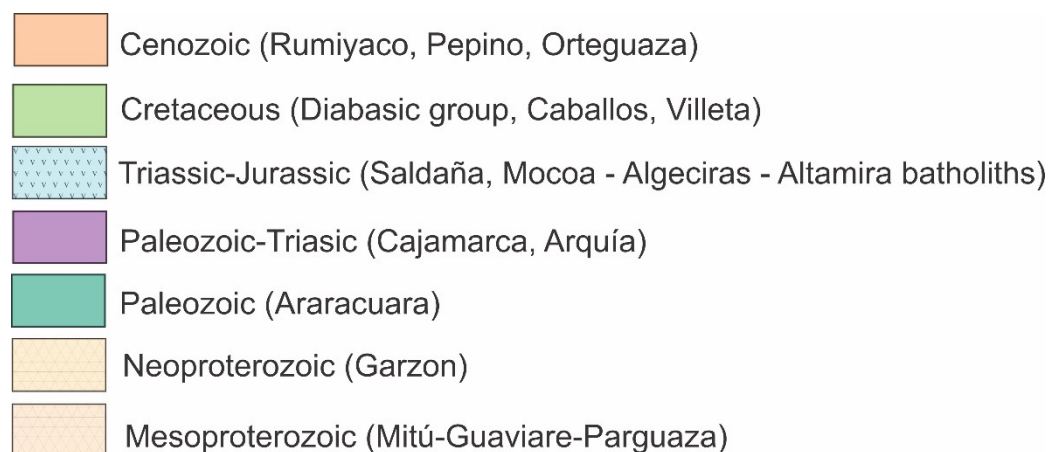 Cenozoic (Rumiyaco, Pepino, Orteguaza)
Cretaceous (Diabasic group, Caballos, Villeta)
Triassic-Jurassic (Saldaña, Mocoa - Algeciras - Altamira batholiths)
Paleozoic-Triasic (Cajamarca, Arquía)
Paleozoic (Araracuara)
Neoproterozoic (Garzon)
Mesoproterozoic (Mitú-Guaviare-Parguaza)